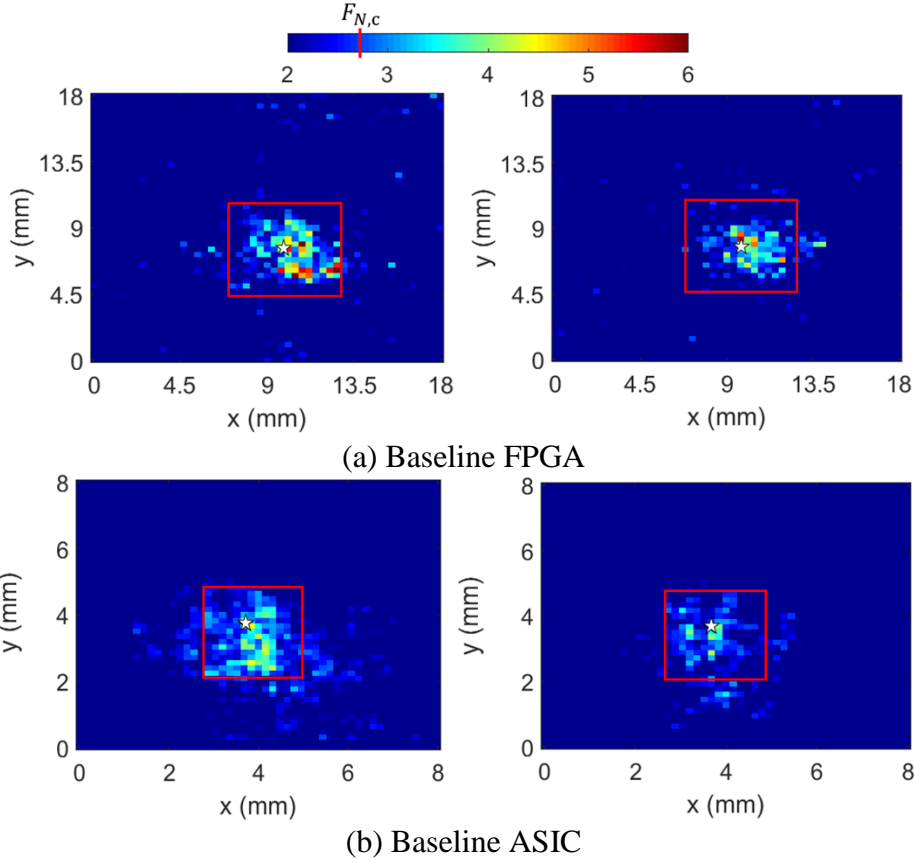 F_{N,c}
2 3 4 5 6
18 18
13.5 13.5
9 9
4.5 4.5
0 0
y (mm) y (mm)
0 4.5 9 13.5 18 0 4.5 9 13.5 18
x (mm) x (mm)
(a) Baseline FPGA
8 8
6 6
4 4
2 2
0 0
y (mm) y (mm)
0 2 4 6 8 0 2 4 6 8
x (mm) x (mm)
(b) Baseline ASIC